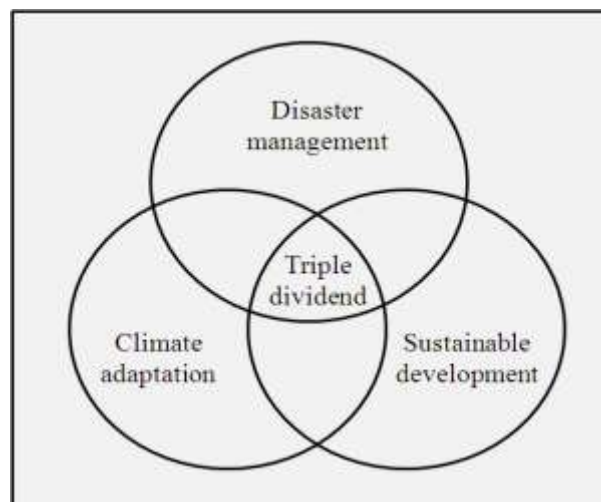 Disaster
management
Triple
dividend
Climate
adaptation
Sustainable
development